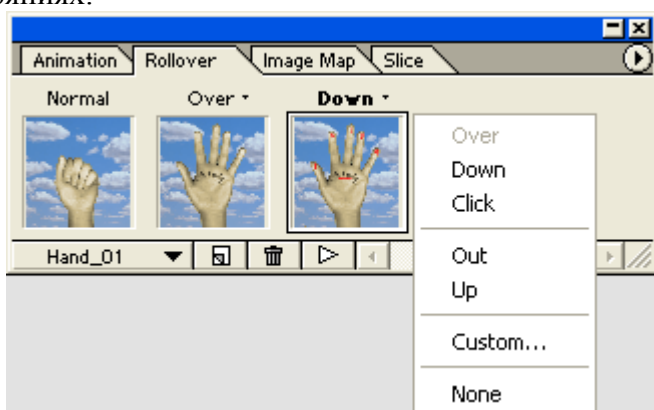 Animation Rollover Image Map Slice
Normal Over Down
Over
Down
Click
Hand_01
Out
Up
Custom...
None